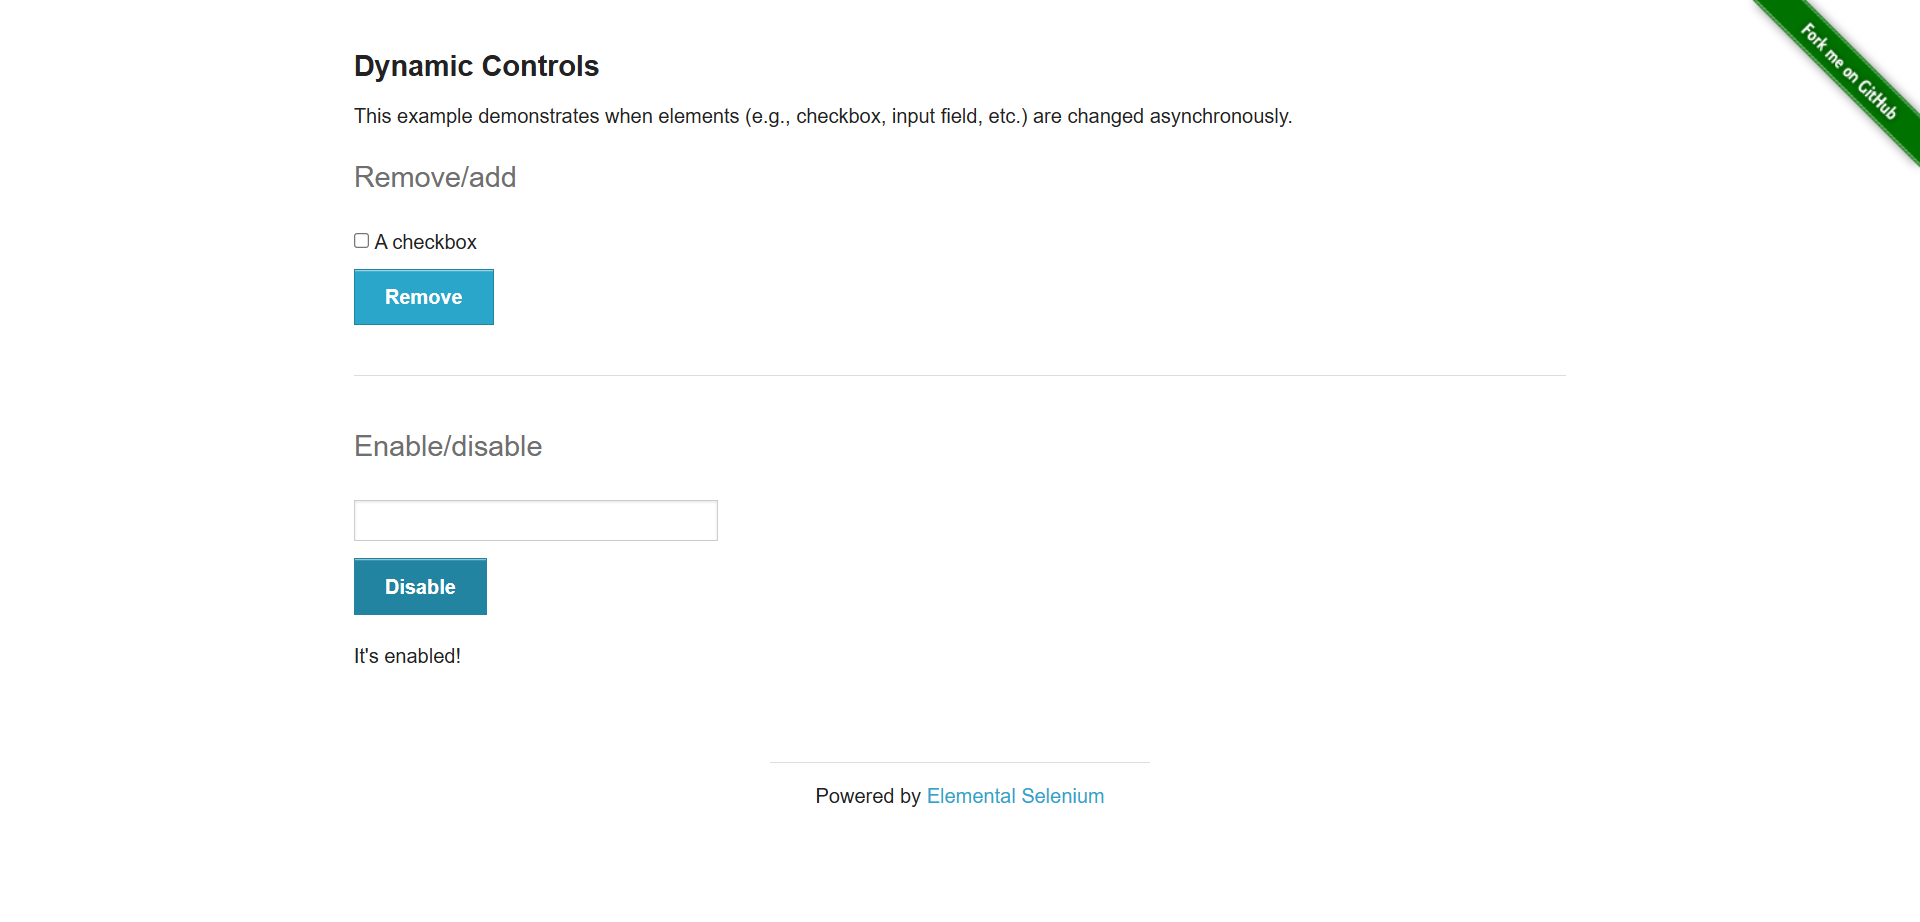 Fork me on GitHub
Dynamic Controls
This example demonstrates when elements (e.g., checkbox, input field, etc.) are changed asynchronously.
Remove/add
A checkbox
Remove
Enable/disable
Disable
It's enabled!
Powered by Elemental Selenium